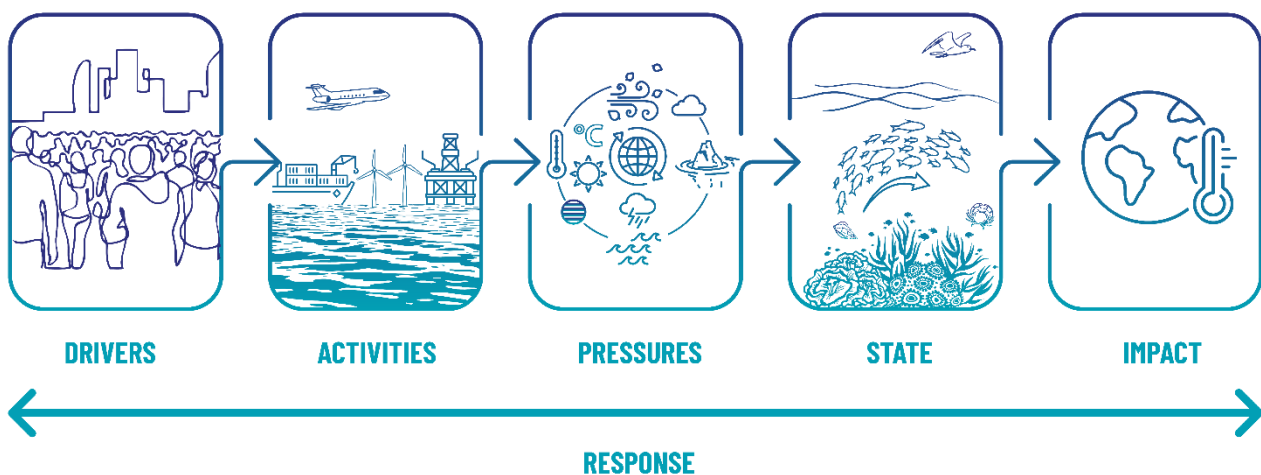 °C
DRIVERS
ACTIVITIES
PRESSURES
STATE
IMPACT
RESPONSE